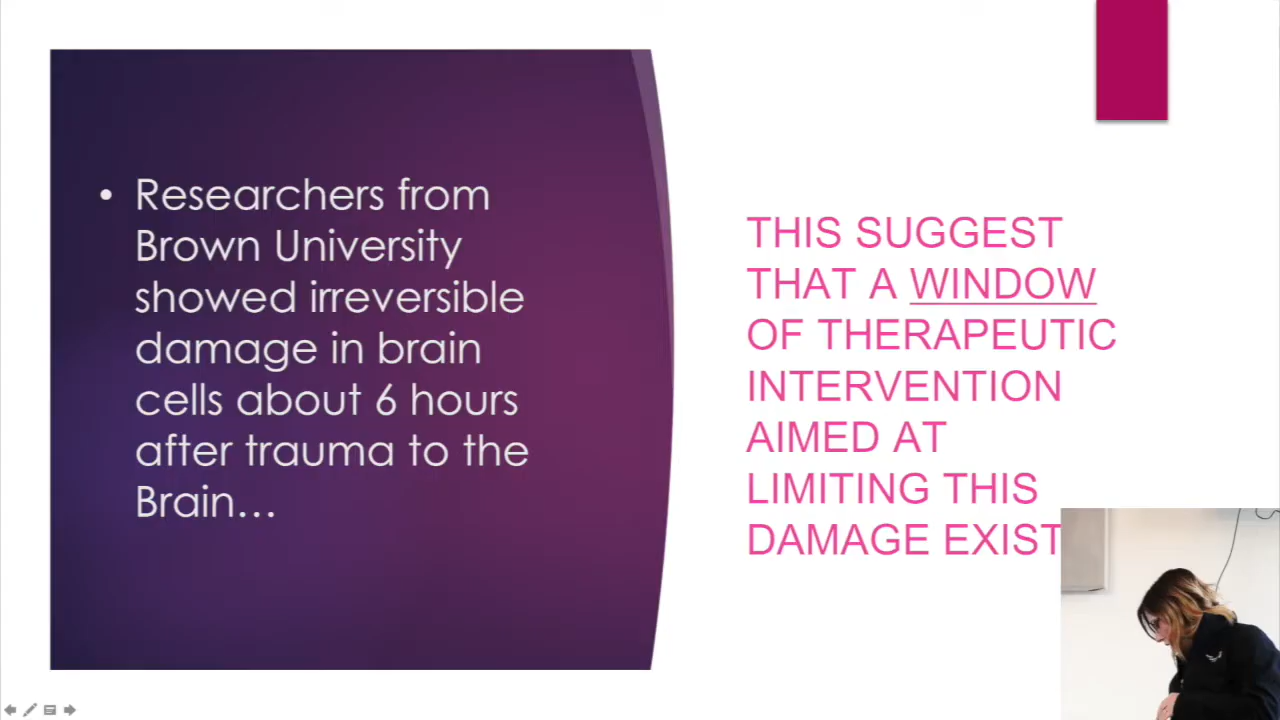 • Researchers from
Brown University
showed irreversible
damage in brain
cells about 6 hours
after trauma to the
Brain…
THIS SUGGEST
THAT A WINDOW
OF THERAPEUTIC
INTERVENTION
AIMED AT
LIMITING THIS
DAMAGE EXIST